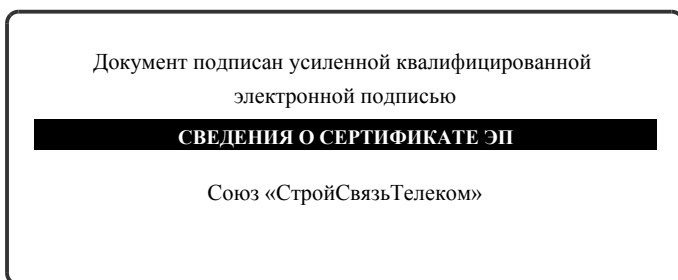 Документ подписан усиленной квалифицированной
электронной подписью
СВЕДЕНИЯ О СЕРТИФИКАТЕ ЭП
Союз «СтройСвязьТелеком»